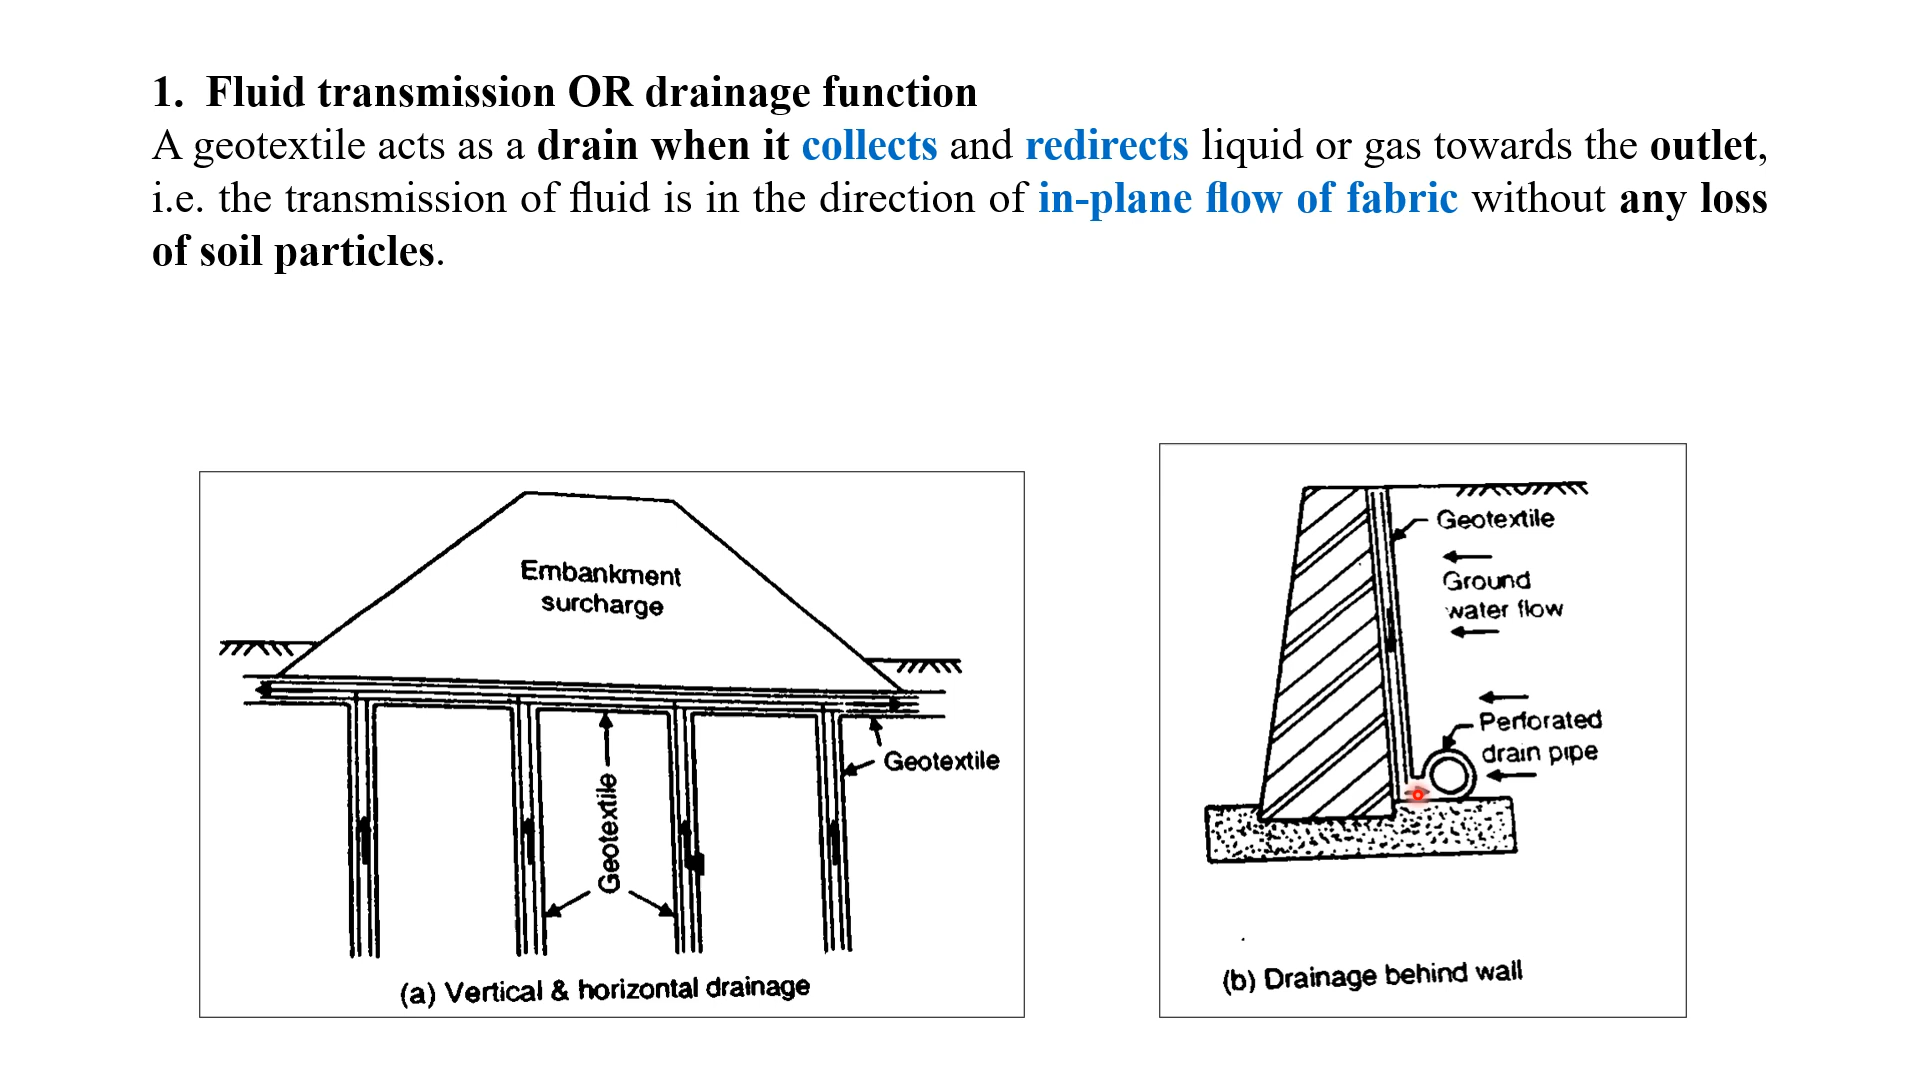 1. Fluid transmission OR drainage function
A geotextile acts as a drain when it collects and redirects liquid or gas towards the outlet,
i.e. the transmission of fluid is in the direction of in-plane flow of fabric without any loss
of soil particles.
Embankment
surcharge
Geotextile
Geotextile
(a) Vertical & horizontal drainage
Geotextile
Ground
water flow
Perforated
drain pipe
(b) Drainage behind wall